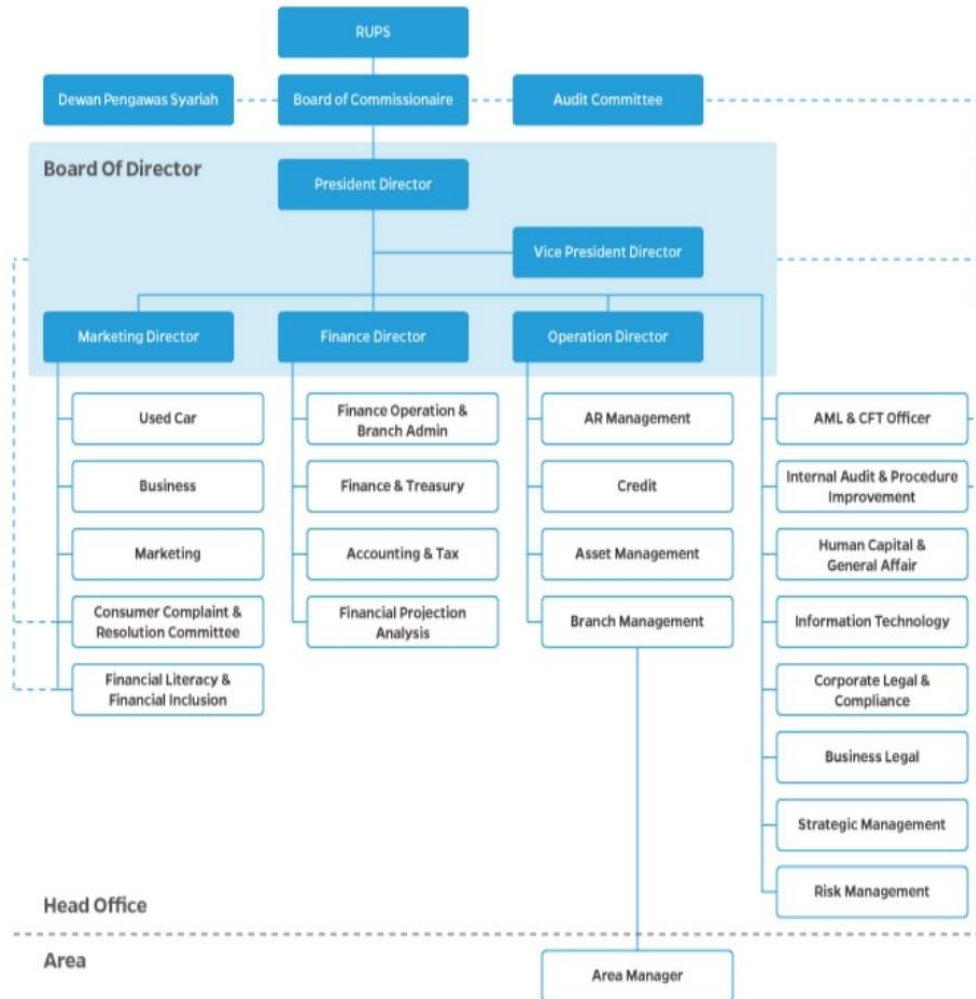 RUPS
Dewan Pengawas Syariah
Board of Commissionaire
Audit Committee
Board Of Director
President Director
Vice President Director
Marketing Director
Finance Director
Operation Director
Used Car
Business
Marketing
Consumer Complaint &
Resolution Committee
Financial Literacy &
Financial Inclusion
Finance Operation &
Branch Admin
Finance & Treasury
Accounting & Tax
Financial Projection
Analysis
AR Management
Credit
Asset Management
Branch Management
AML & CFT Officer
Internal Audit & Procedure
Improvement
Human Capital &
General Affair
Information Technology
Corporate Legal &
Compliance
Business Legal
Strategic Management
Risk Management
Head Office
Area
Area Manager